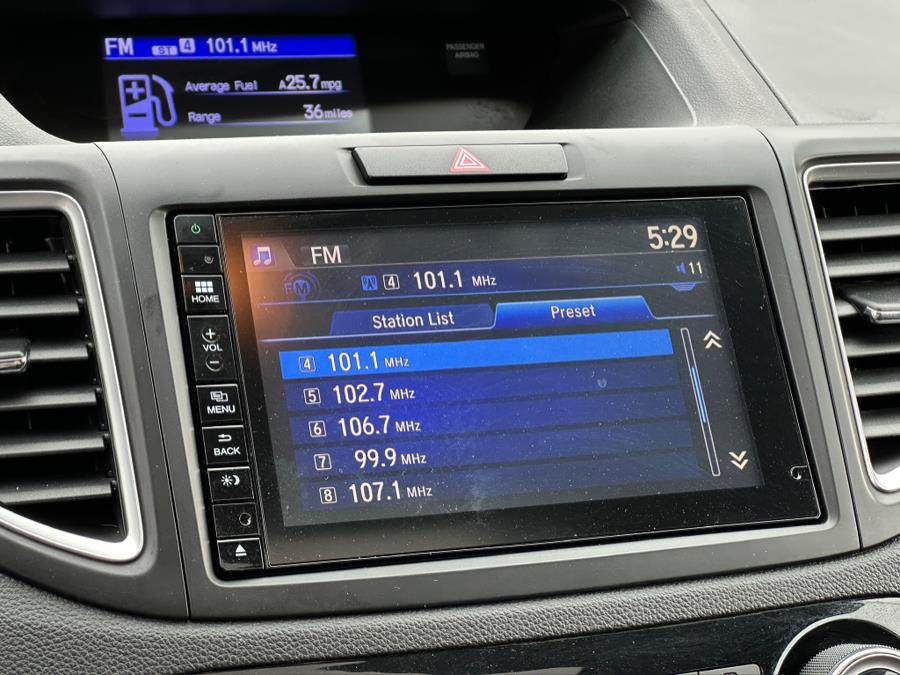 FM ST 4 101.1 MHz
Average Fuel A25.7 mpg
Range 36 miles
PASSENGER
AIRBAG
FM 5:29
FM 4 101.1 MHz 11
Station List Preset
4 101.1 MHz
5 102.7 MHz
6 106.7 MHz
7 99.9 MHz
8 107.1 MHz
HOME
+
VOL
−
MENU
BACK